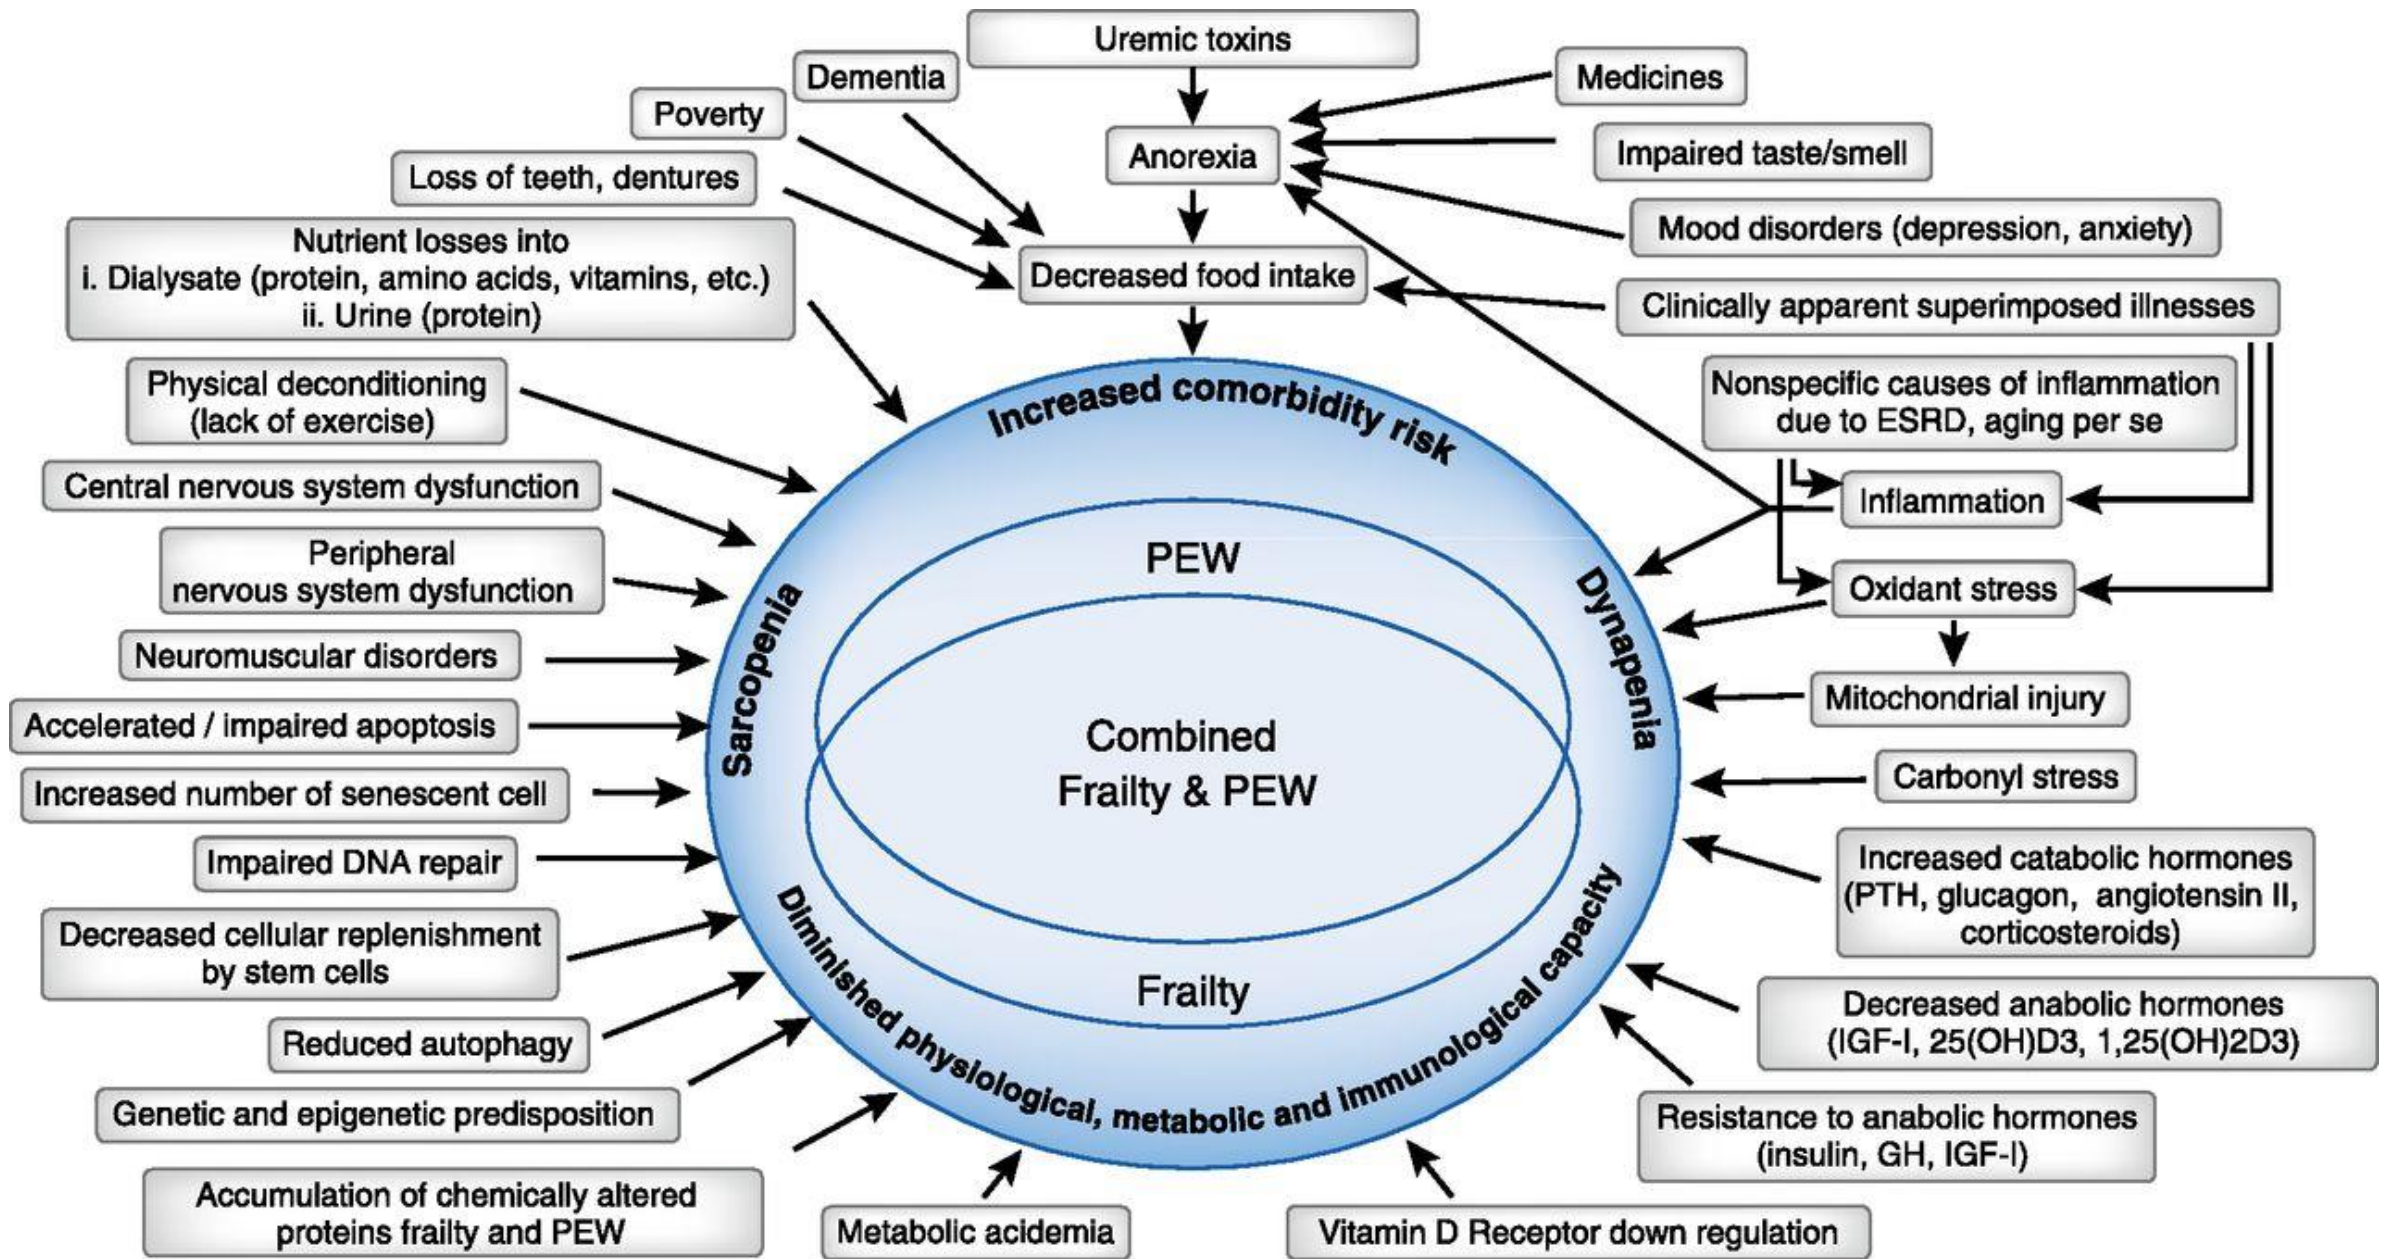 Uremic toxins
Dementia
Medicines
Poverty
Anorexia
Impaired taste/smell
Loss of teeth, dentures
Mood disorders (depression, anxiety)
Nutrient losses into
i. Dialysate (protein, amino acids, vitamins, etc.)
ii. Urine (protein)
Decreased food intake
Clinically apparent superimposed illnesses
Physical deconditioning
(lack of exercise)
Increased comorbidity risk
Nonspecific causes of inflammation
due to ESRD, aging per se
Central nervous system dysfunction
Inflammation
Peripheral
nervous system dysfunction
PEW
Oxidant stress
Sarcopenia
Dynapenia
Neuromuscular disorders
Mitochondrial injury
Accelerated / impaired apoptosis
Combined
Frailty & PEW
Carbonyl stress
Increased number of senescent cell
Impaired DNA repair
Increased catabolic hormones
(PTH, glucagon, angiotensin II,
corticosteroids)
Decreased cellular replenishment
by stem cells
Frailty
Diminished physiological, metabolic and immunological capacity
Decreased anabolic hormones
(IGF-I, 25(OH)D3, 1,25(OH)2D3)
Reduced autophagy
Genetic and epigenetic predisposition
Resistance to anabolic hormones
(insulin, GH, IGF-I)
Accumulation of chemically altered
proteins frailty and PEW
Metabolic acidemia
Vitamin D Receptor down regulation